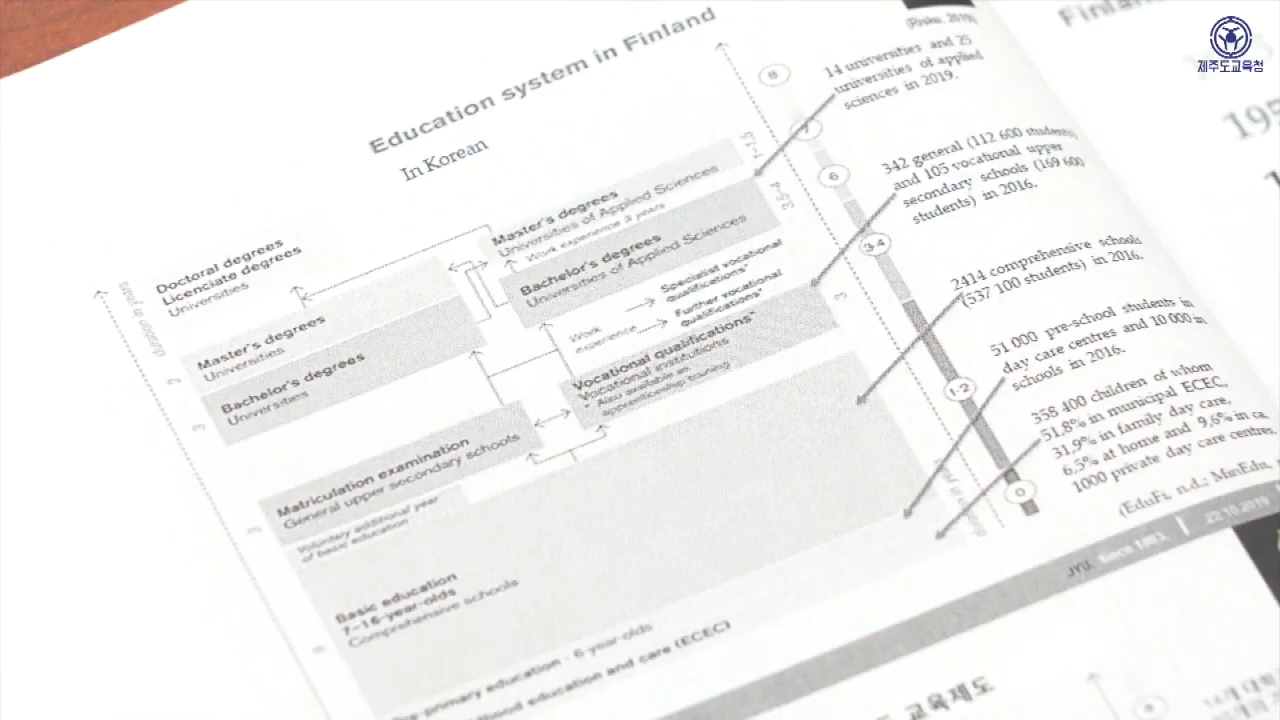 제주도교육청
Education system in Finland
In Korean
Doctoral degrees
Licenciate degrees
Universities
Master's degrees
Universities
Bachelor's degrees
Universities
Master's degrees
Universities of Applied Sciences
Work experience 3 years
Bachelor's degrees
Universities of Applied Sciences
Work
experience
Specialist vocational
qualifications*
Further vocational
qualifications*
Vocational qualifications*
Vocational institutions
* Also available as
apprenticeship training
Matriculation examination
General upper secondary schools
Voluntary additional year
of basic education
Basic education
7–16-year-olds
Comprehensive schools
Pre-primary education - 6-year-olds
education and care (ECEC)
duration in years
2
3
3
1-1,5
3,5-4
3
8
7
6
3-4
1-2
0
(Risku, 2019)
14 universities and 25
universities of applied
sciences in 2019.
342 general (112 600 students)
and 105 vocational upper
secondary schools (169 600
students) in 2016.
2414 comprehensive schools
(537 100 students) in 2016.
51 000 pre-school students in
day care centres and 10 000 in
schools in 2016.
358 400 children of whom
51,8% in municipal ECEC,
31,9% in family day care,
6,5% at home and 9,6% in
1000 private day care centres.
(EduFi, n.d.; MinEdu,
JYU. Since 1863.
22.10.2019
교육제도